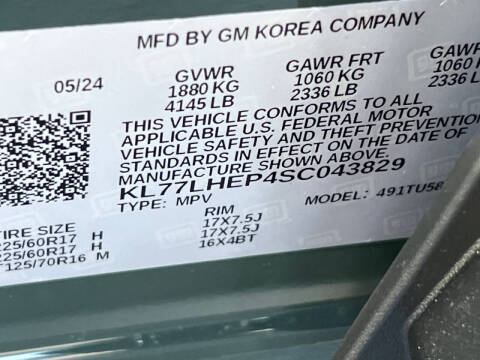 MFD BY GM KOREA COMPANY
05/24 GVWR GAWR FRT GAWR
1880 KG 1060 KG 1060
4145 LB 2336 LB 2336
THIS VEHICLE CONFORMS TO ALL
APPLICABLE U.S. FEDERAL MOTOR
VEHICLE SAFETY AND THEFT PREVENTION
STANDARDS IN EFFECT ON THE DATE OF
MANUFACTURE SHOWN ABOVE.
KL77LHEP4SC043829
TYPE: MPV MODEL: 491TU58
TIRE SIZE RIM
225/60R17 H 17X7.5J
225/60R17 H 17X7.5J
T125/70R16 M 16X4BT